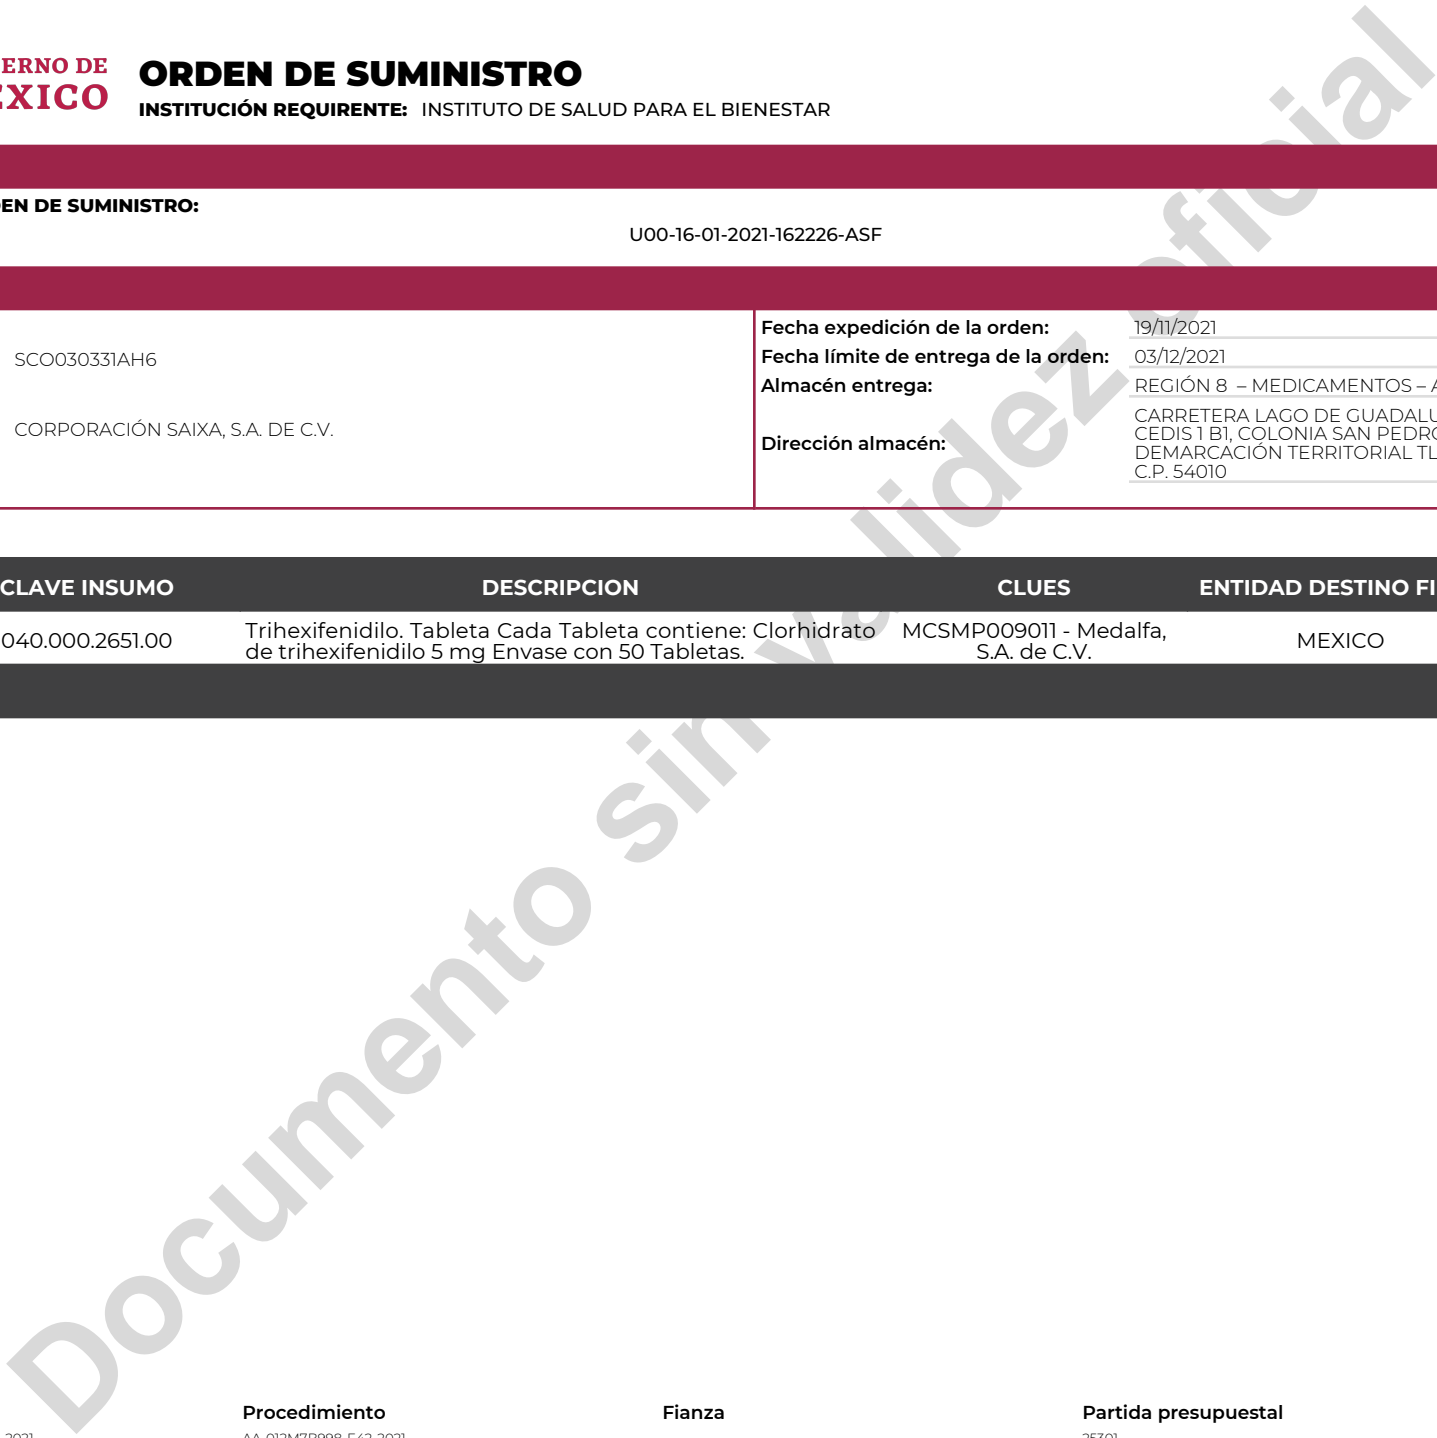 ERNO DE
EXICO
ORDEN DE SUMINISTRO
INSTITUCIÓN REQUIRENTE: INSTITUTO DE SALUD PARA EL BIENESTAR
EN DE SUMINISTRO:
U00-16-01-2021-162226-ASF
SCO030331AH6
CORPORACIÓN SAIXA, S.A. DE C.V.
Fecha expedición de la orden: 19/11/2021
Fecha límite de entrega de la orden: 03/12/2021
Almacén entrega: REGIÓN 8 – MEDICAMENTOS – A
Dirección almacén:
CARRETERA LAGO DE GUADALU
CEDIS 1 B1, COLONIA SAN PEDRO
DEMARCACIÓN TERRITORIAL TL
C.P. 54010
CLAVE INSUMO DESCRIPCION CLUES ENTIDAD DESTINO FI
040.000.2651.00
Trihexifenidilo. Tableta Cada Tableta contiene: Clorhidrato
de trihexifenidilo 5 mg Envase con 50 Tabletas.
MCSMP009011 - Medalfa,
S.A. de C.V.
MEXICO
Documento sin validez oficial
Procedimiento Fianza Partida presupuestal